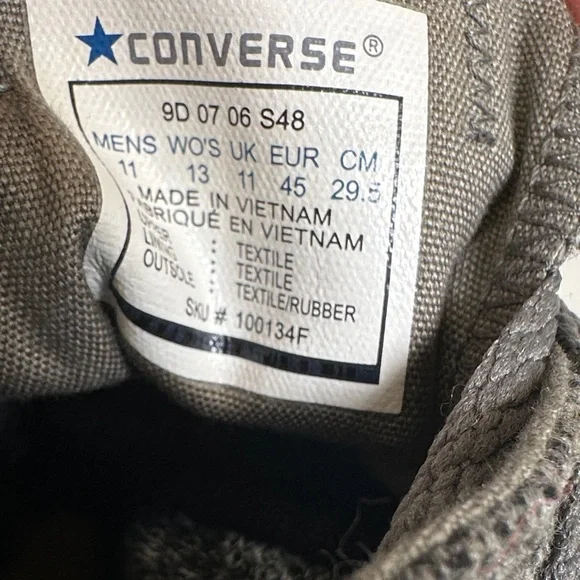 CONVERSE®
9D 07 06 S48
MENS WO'S UK EUR CM
11 13 11 45 29.5
MADE IN VIETNAM
BRIQUÉ EN VIETNAM
: TEXTILE
: TEXTILE
OUTSOLE : TEXTILE/RUBBER
SKU # 100134F